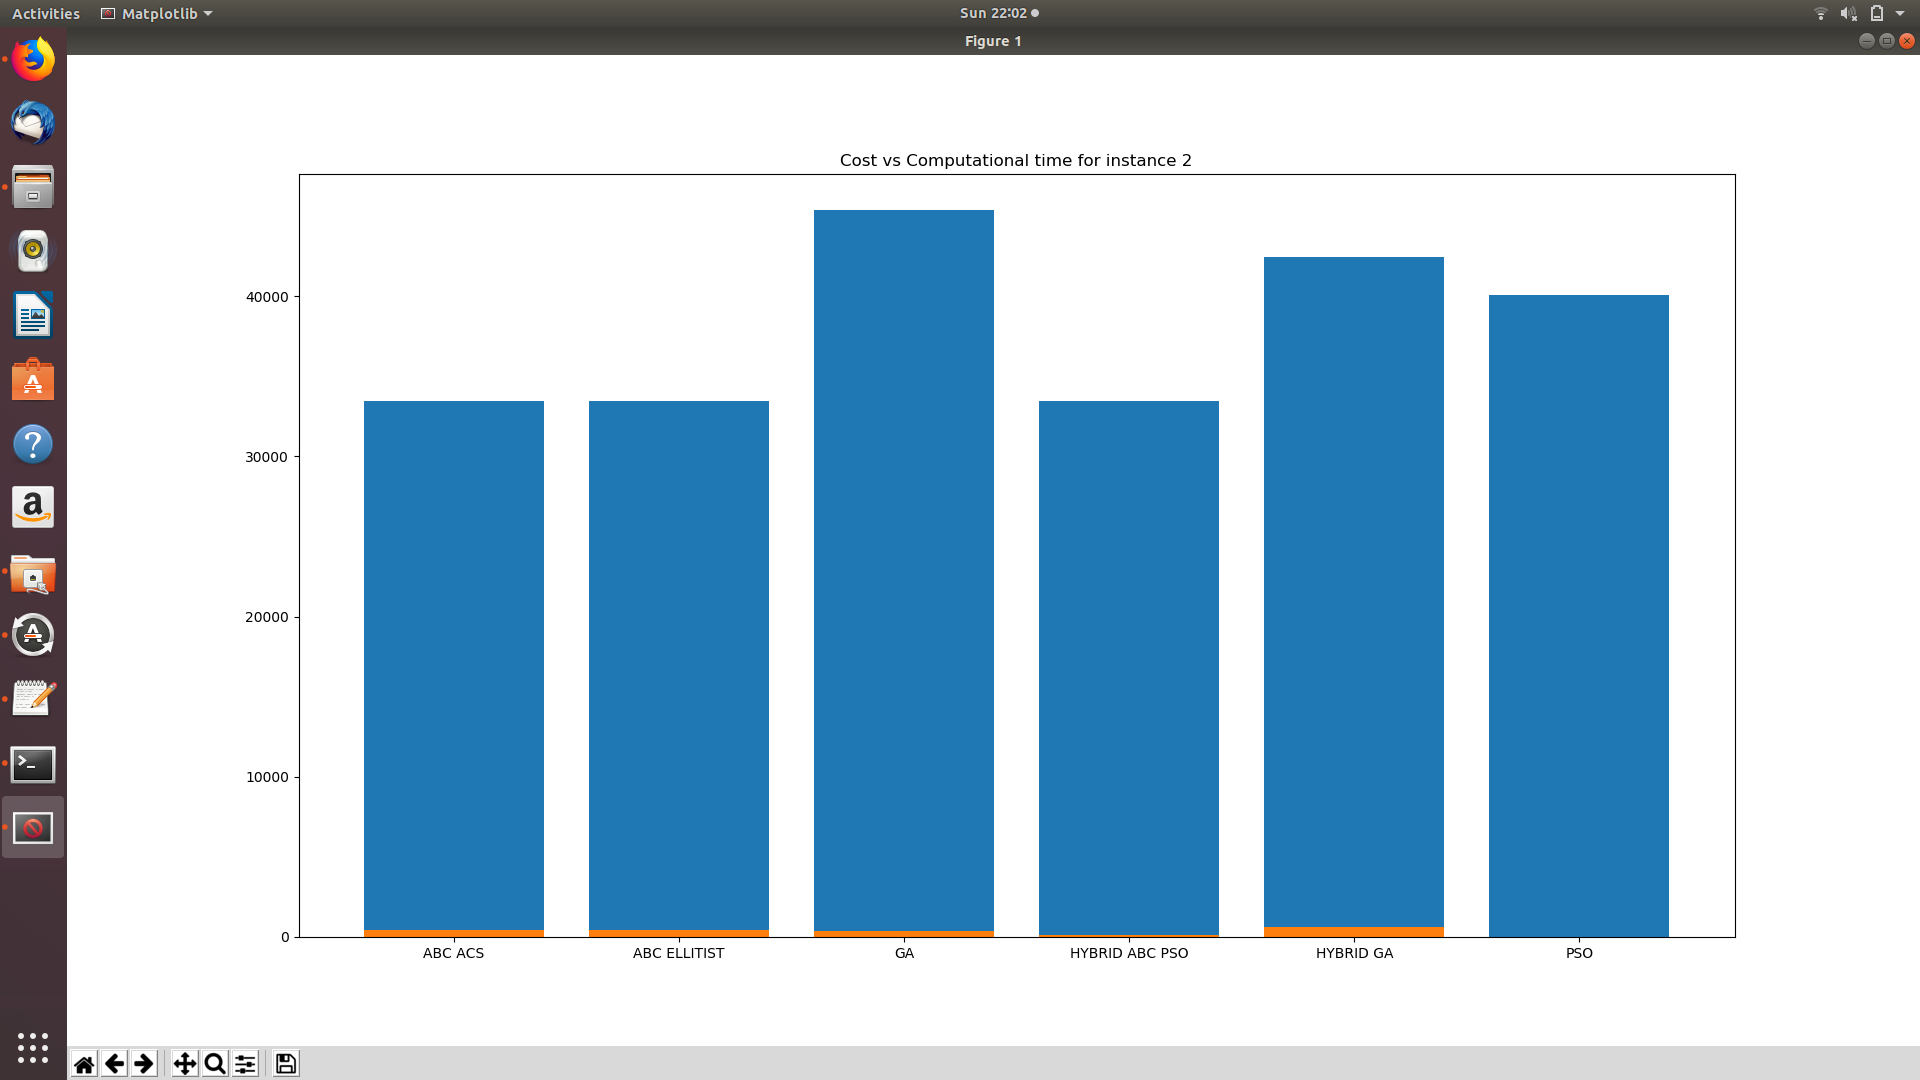 Activities Matplotlib Sun 22:02
Figure 1
Cost vs Computational time for instance 2
40000
30000
20000
10000
0
ABC ACS ABC ELLITIST GA HYBRID ABC PSO HYBRID GA PSO